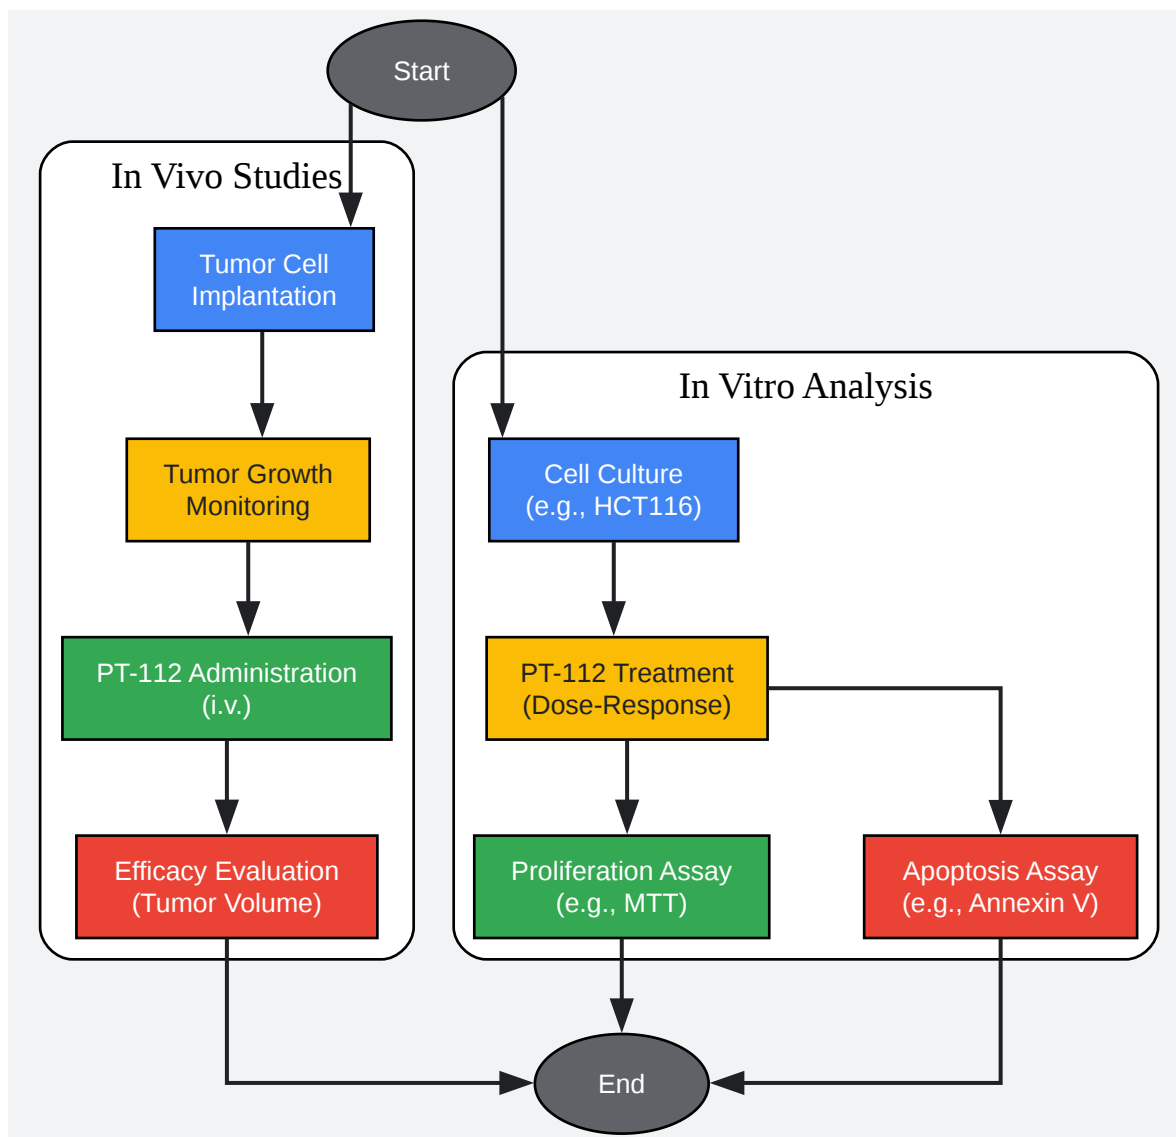 Start
In Vivo Studies
Tumor Cell
Implantation
Tumor Growth
Monitoring
PT-112 Administration
(i.v.)
Efficacy Evaluation
(Tumor Volume)
In Vitro Analysis
Cell Culture
(e.g., HCT116)
PT-112 Treatment
(Dose-Response)
Proliferation Assay
(e.g., MTT)
Apoptosis Assay
(e.g., Annexin V)
End